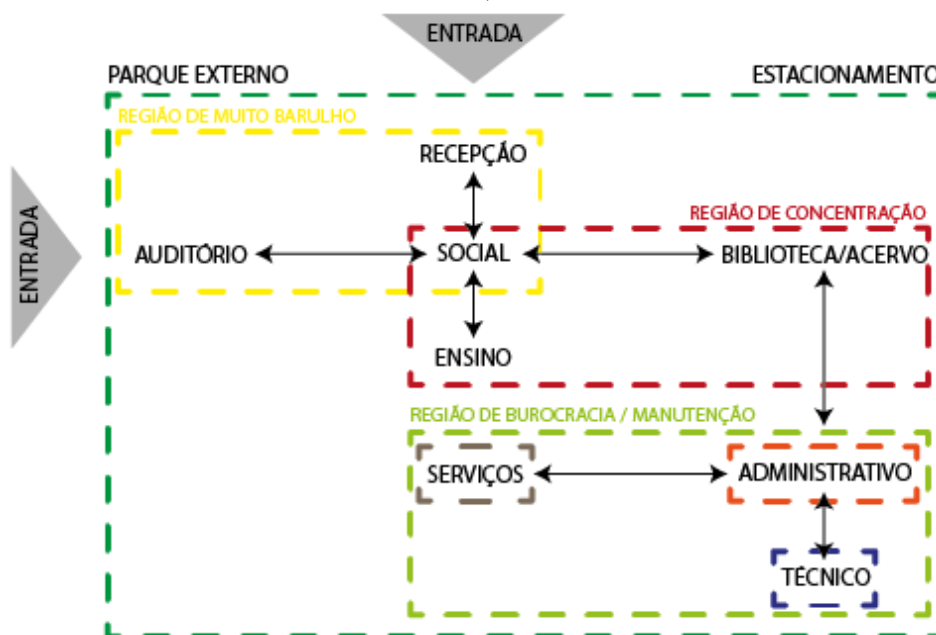 ENTRADA
PARQUE EXTERNO
ESTACIONAMENTO
REGIÃO DE MUITO BARULHO
RECEPÇÃO
ENTRADA
REGIÃO DE CONCENTRAÇÃO
AUDITÓRIO
SOCIAL
BIBLIOTECA/ACERVO
ENSINO
REGIÃO DE BUROCRACIA / MANUTENÇÃO
SERVIÇOS
ADMINISTRATIVO
TÉCNICO